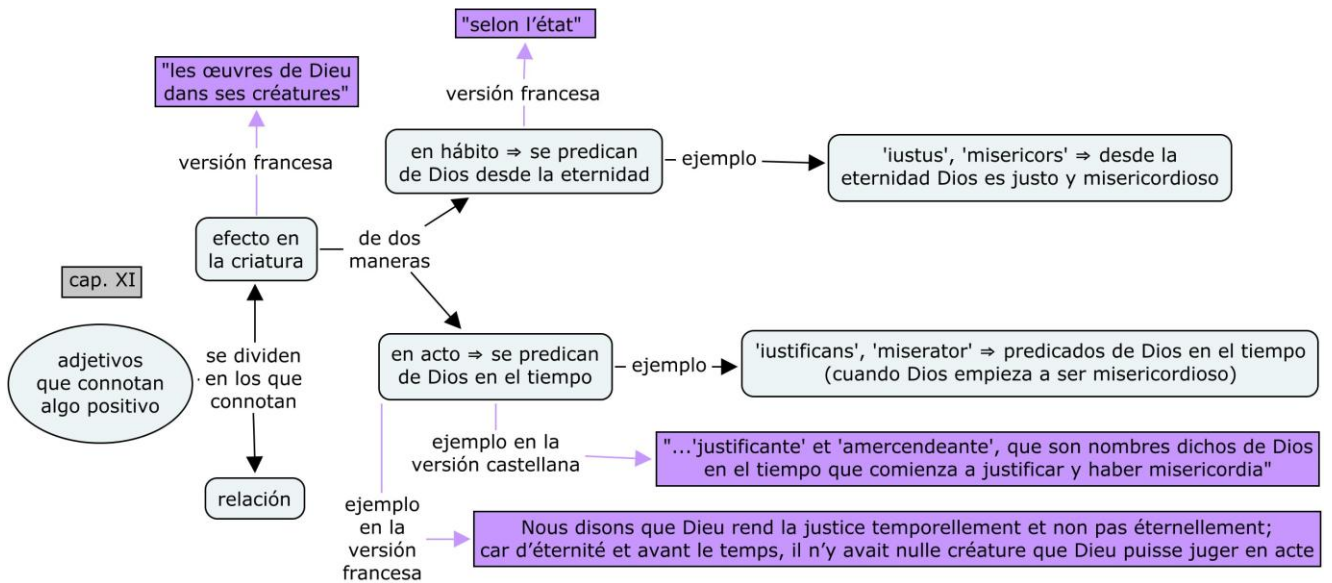 "selon l’état"
"les œuvres de Dieu
dans ses créatures"
versión francesa
versión francesa
en hábito ⇒ se predican
de Dios desde la eternidad
ejemplo
'iustus', 'misericors' ⇒ desde la
eternidad Dios es justo y misericordioso
efecto en
la criatura
de dos
maneras
cap. XI
adjetivos
que connotan
algo positivo
se dividen
en los que
connotan
en acto ⇒ se predican
de Dios en el tiempo
ejemplo
'iustificans', 'miserator' ⇒ predicados de Dios en el tiempo
(cuando Dios empieza a ser misericordioso)
ejemplo en la
versión castellana
"...'justificante' et 'amercendeante', que son nombres dichos de Dios
en el tiempo que comienza a justificar y haber misericordia"
relación
ejemplo
en la
versión
francesa
Nous disons que Dieu rend la justice temporellement et non pas éternellement;
car d’éternité et avant le temps, il n’y avait nulle créature que Dieu puisse juger en acte